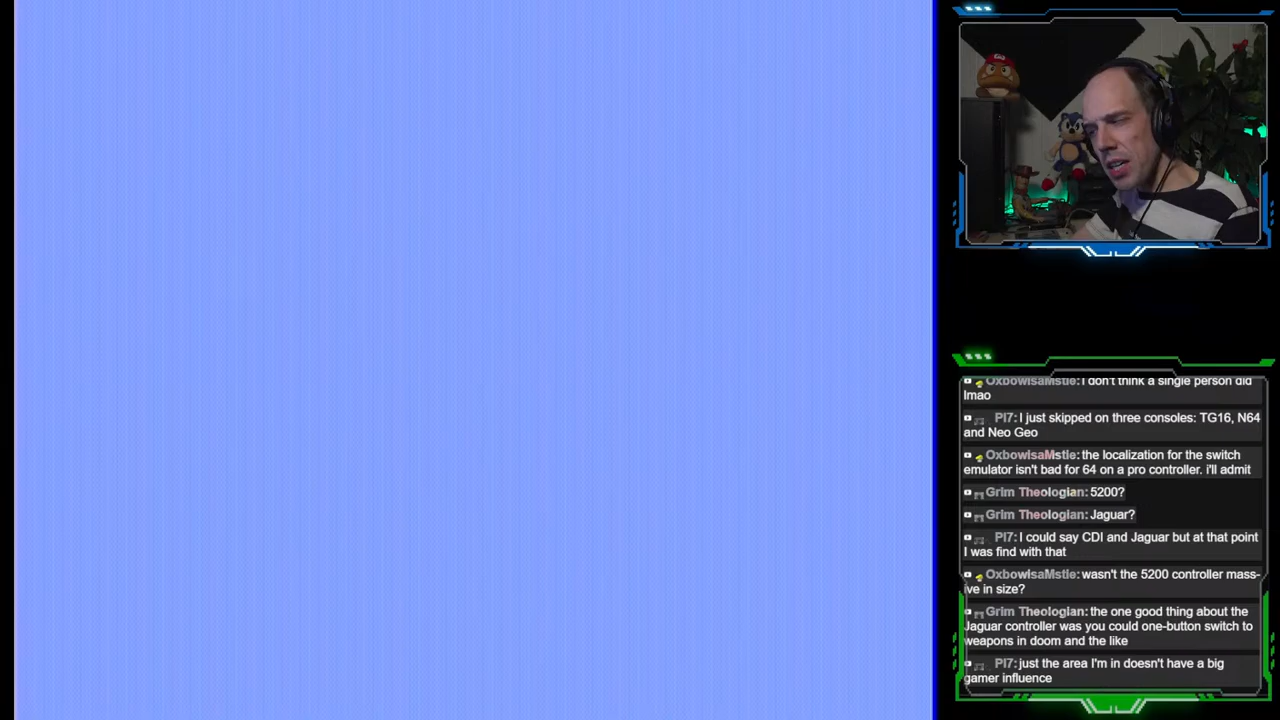 OxbowIsaMstie: I don't think a single person did
lmao
PI7: I just skipped on three consoles: TG16, N64
and Neo Geo
OxbowIsaMstie: the localization for the switch
emulator isn't bad for 64 on a pro controller. i'll admit
Grim Theologian: 5200?
Grim Theologian: Jaguar?
PI7: I could say CDI and Jaguar but at that point
I was find with that
OxbowIsaMstie: wasn't the 5200 controller mass-
ive in size?
Grim Theologian: the one good thing about the
Jaguar controller was you could one-button switch to
weapons in doom and the like
PI7: just the area I'm in doesn't have a big
gamer influence